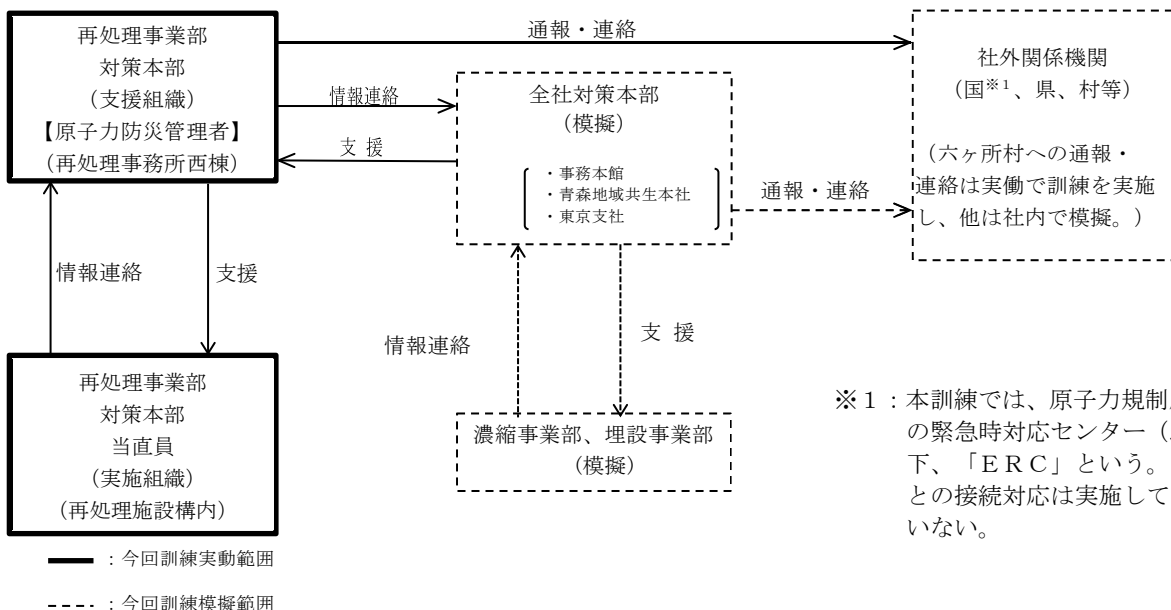 再処理事業部
対策本部
(支援組織)
【原子力防災管理者】
(再処理事務所西棟)
通報・連絡
情報連絡
支 援
全社対策本部
(模擬)
・事務本館
・青森地域共生本社
・東京支社
通報・連絡
社外関係機関
(国※1、県、村等)
(六ヶ所村への通報・
連絡は実働で訓練を実施
し、他は社内で模擬。)
情報連絡
支援
情報連絡
支 援
再処理事業部
対策本部
当直員
(実施組織)
(再処理施設構内)
濃縮事業部、埋設事業部
(模擬)
※1：本訓練では、原子力規制
の緊急時対応センター(
下、「ERC」という。
との接続対応は実施して
いない。
：今回訓練実動範囲
：今回訓練模擬範囲